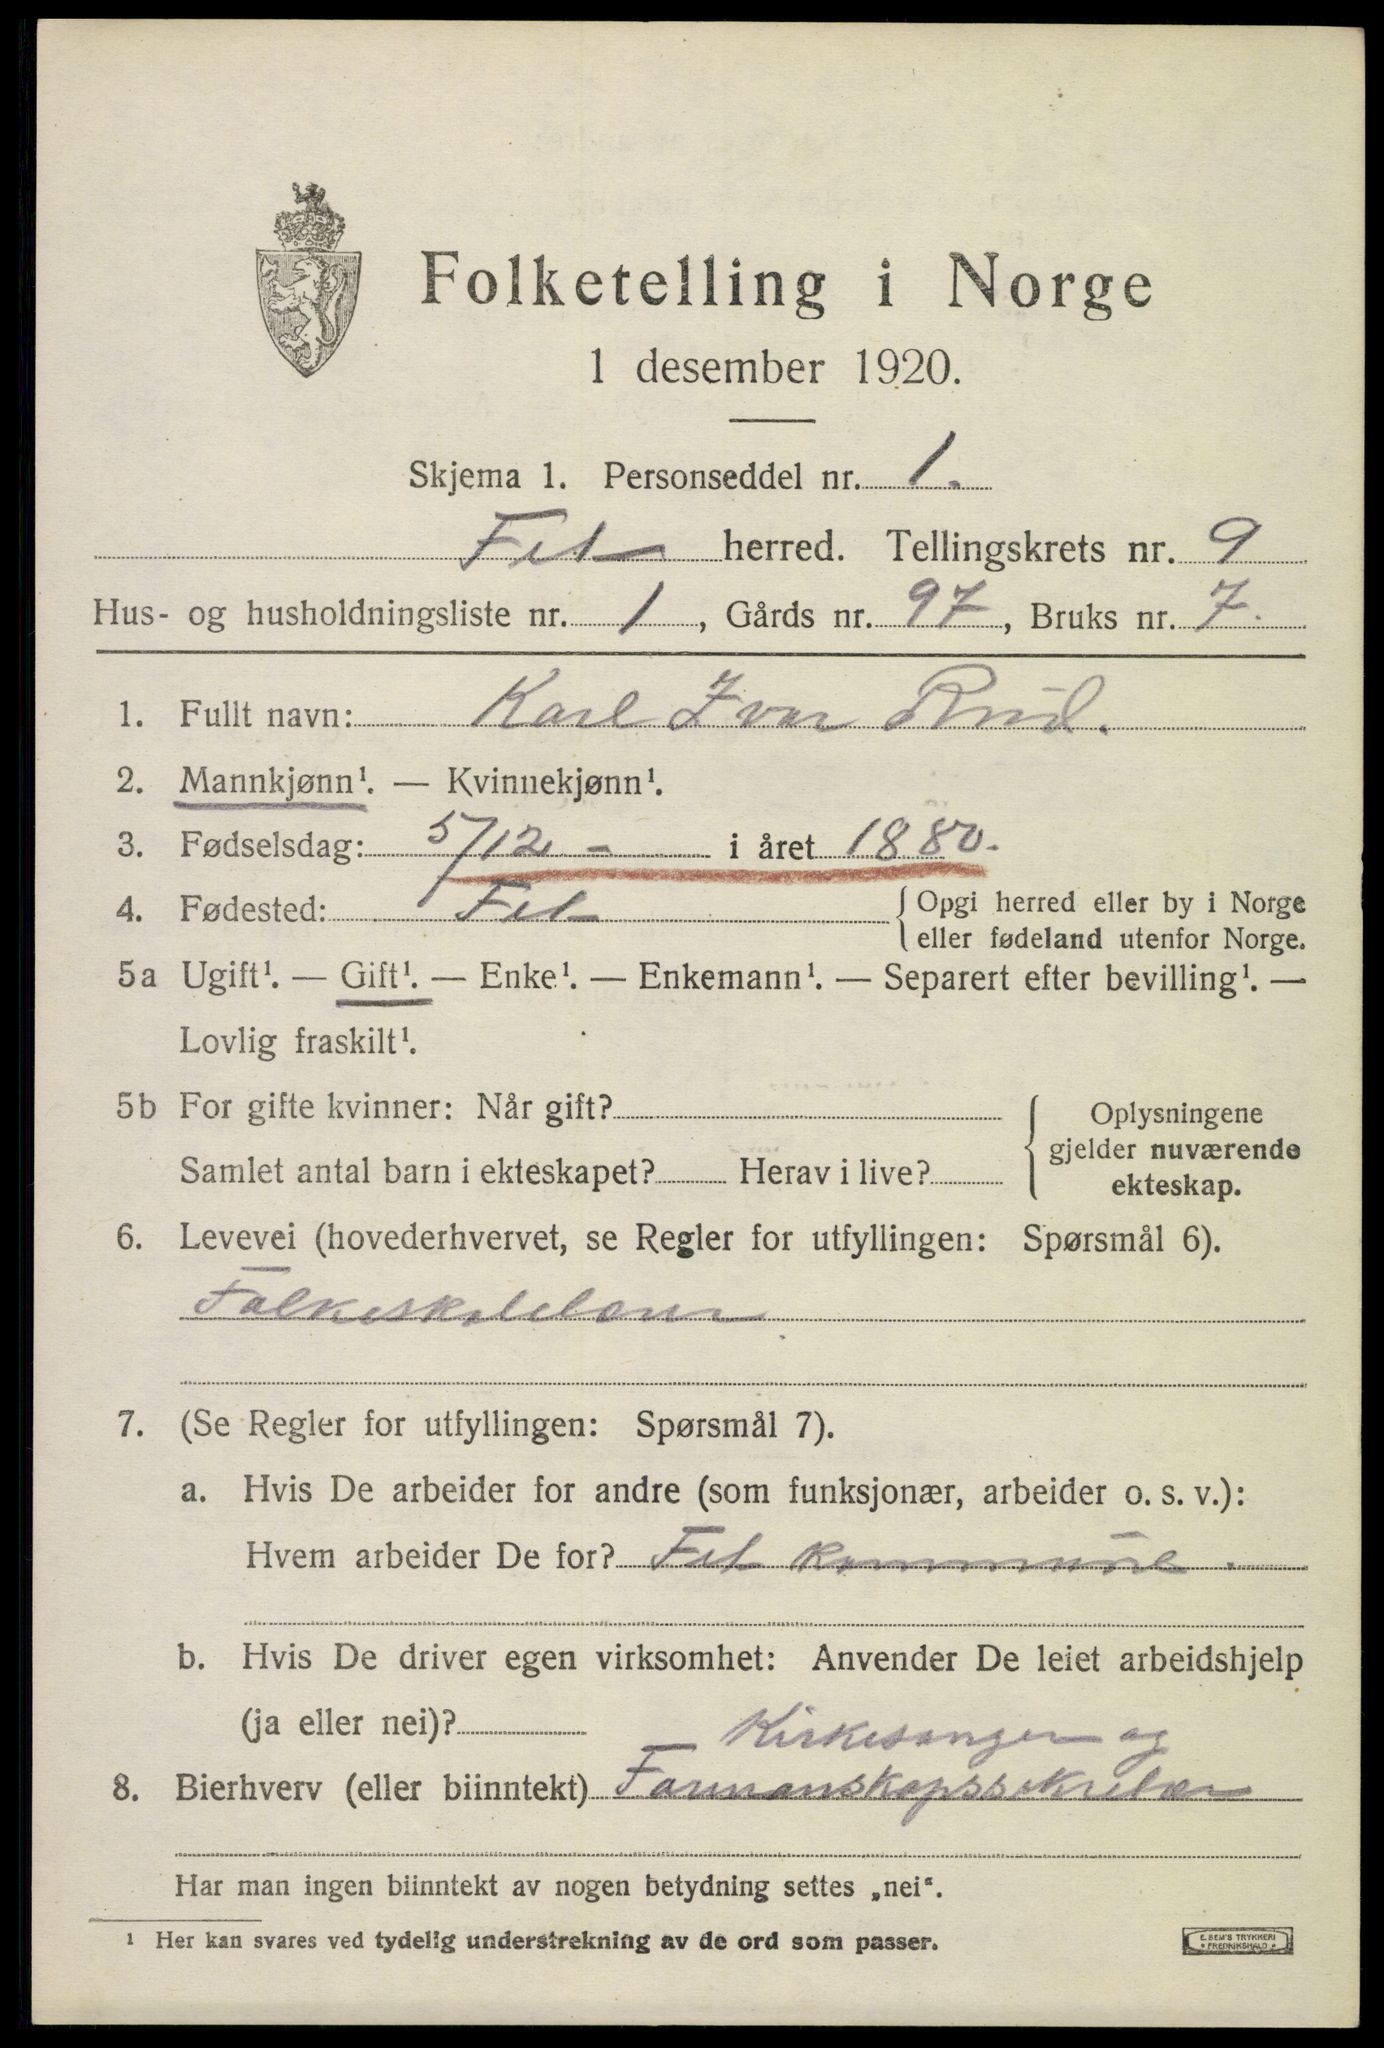 Folketelling i Norge
1 desember 1920.
Skjema 1. Personseddel nr. 1.
Fet herred. Tellingskrets nr. 9
Hus- og husholdningsliste nr. 1, Gårds nr. 97, Bruks nr. 7.
1. Fullt navn: Karl Ivar Rud.
2. Mannkjønn¹. — Kvinnekjønn¹.
3. Fødselsdag: 5/12 - i året 1880.
4. Fødested: Fet { Opgi herred eller by i Norge
eller fødeland utenfor Norge.
5a Ugift¹. — Gift¹. — Enke¹. — Enkemann¹. — Separert efter bevilling¹. —
Lovlig fraskilt¹.
5b For gifte kvinner: Når gift?
Samlet antal barn i ekteskapet? Herav i live?
{ Oplysningene
gjelder nuværende
ekteskap.
6. Levevei (hovederhvervet, se Regler for utfyllingen: Spørsmål 6).
Folkeskolelærer
7. (Se Regler for utfyllingen: Spørsmål 7).
a. Hvis De arbeider for andre (som funksjonær, arbeider o. s. v.):
Hvem arbeider De for? Fet kommune.
b. Hvis De driver egen virksomhet: Anvender De leiet arbeidshjelp
(ja eller nei)?
Kirkesanger og
8. Bierhverv (eller biinntekt) Formanskapssekretær
Har man ingen biinntekt av nogen betydning settes „nei“.
¹ Her kan svares ved tydelig understrekning av de ord som passer.
E. SEM'S TRYKKERI
FREDRIKSHALD